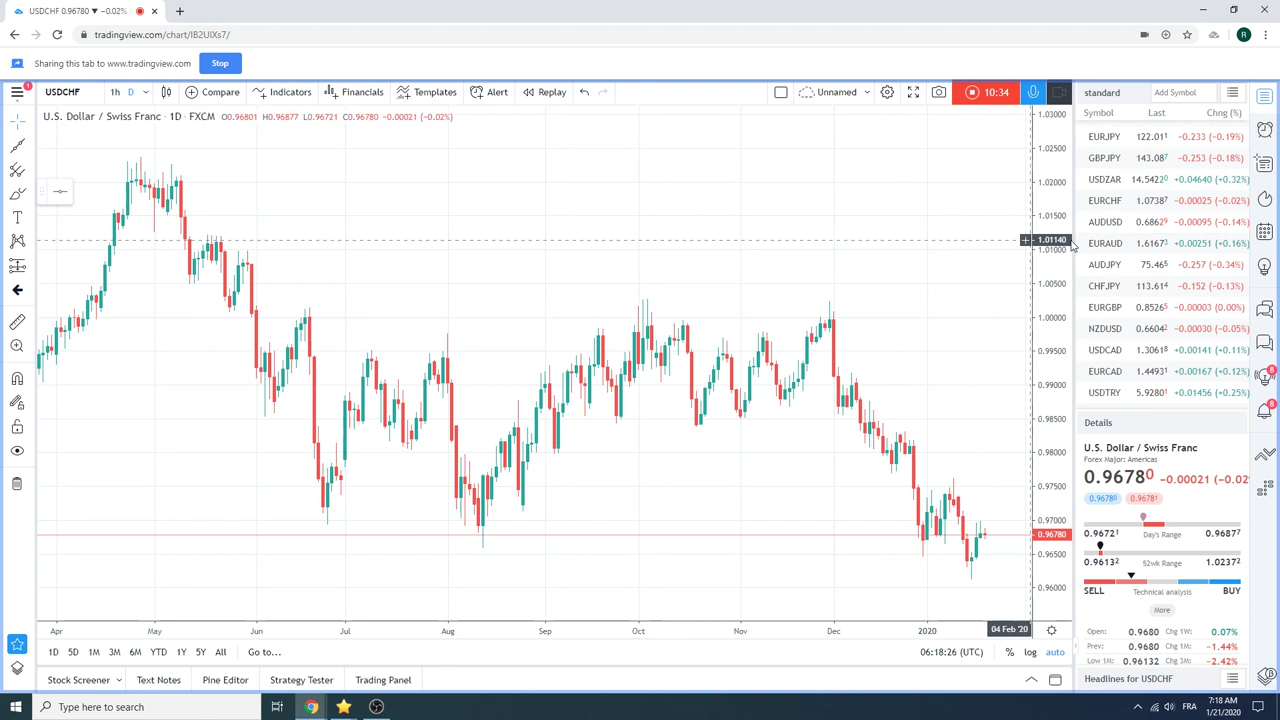 USDCHF 0.96780 ▼ −0.02%
tradingview.com/chart/IB2UlXs7/
R
Sharing this tab to www.tradingview.com
Stop
1
USDCHF
1h
D
Compare
Indicators
Financials
Templates
Alert
Replay
Unnamed
10:34
U.S. Dollar / Swiss Franc · 1D · FXCM O0.96801 H0.96877 L0.96721 C0.96780 −0.00021 (−0.02%)
1.03000
1.02500
1.02000
1.01500
1.01140
1.01000
1.00500
1.00000
0.99500
0.99000
0.98500
0.98000
0.97500
0.97000
0.96780
0.96500
0.96000
Apr
May
Jun
Jul
Aug
Sep
Oct
Nov
Dec
2020
04 Feb '20
1D 5D 1M 3M 6M YTD 1Y 5Y All
Go to...
06:18:26 (UTC)
%
log
auto
Stock Screener
Text Notes
Pine Editor
Strategy Tester
Trading Panel
standard
Add Symbol
Symbol Last Chng (%)
EURJPY 122.011 −0.233 (−0.19%)
GBPJPY 143.087 −0.253 (−0.18%)
USDZAR 14.54220 +0.04640 (+0.32%)
EURCHF 1.07387 −0.00025 (−0.02%)
AUDUSD 0.68629 −0.00095 (−0.14%)
EURAUD 1.61673 +0.00251 (+0.16%)
AUDJPY 75.465 −0.257 (−0.34%)
CHFJPY 113.614 −0.152 (−0.13%)
EURGBP 0.85265 −0.00003 (0.00%)
NZDUSD 0.66042 −0.00030 (−0.05%)
USDCAD 1.30618 +0.00141 (+0.11%)
EURCAD 1.44931 +0.00167 (+0.12%)
USDTRY 5.92801 +0.01456 (+0.25%)
Details
U.S. Dollar / Swiss Franc
Forex Major: Americas
0.96780 −0.00021 (−0.02
0.96780 0.96781
0.96721 Day's Range 0.96877
0.96132 52wk Range 1.02372
SELL Technical analysis BUY
More
Open: 0.9680 Chg 1W: 0.07%
Prev: 0.9680 Chg 1M: −1.44%
Low 1M: 0.96132 Chg 3M: −2.42%
Headlines for USDCHF
8
8
Type here to search
FRA
7:18 AM
1/21/2020